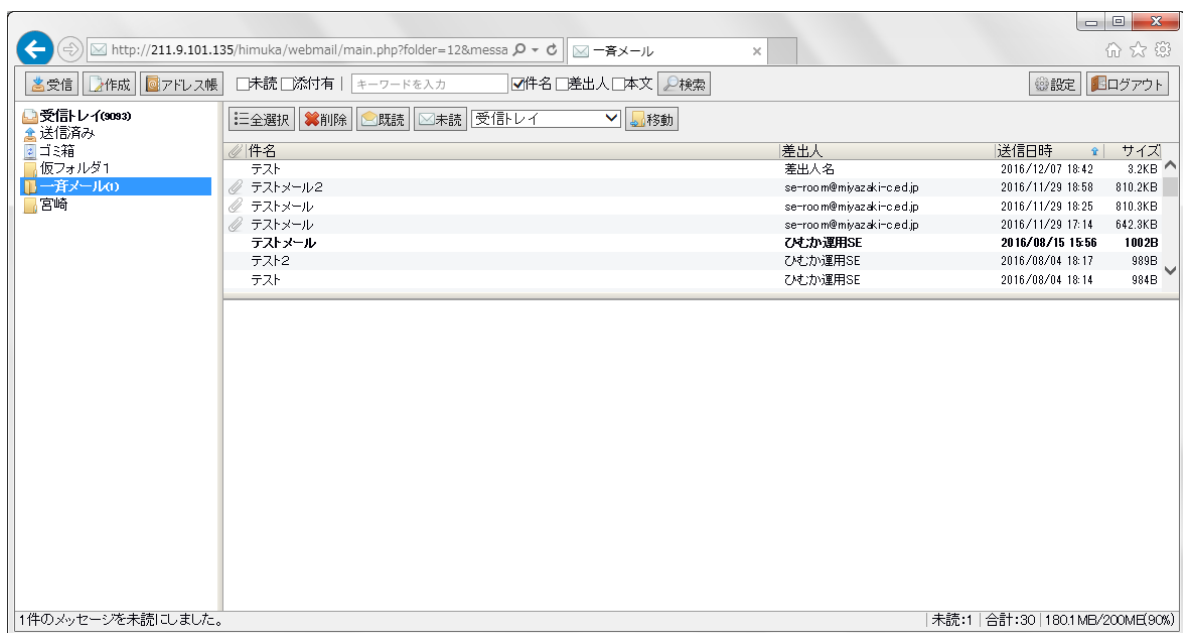 http://211.9.101.135/himuka/webmail/main.php?folder=12&messa 一斉メール
受信 作成 アドレス帳 未読 添付有 | キーワードを入力 件名 差出人 本文 検索 設定 ログアウト
受信トレイ(9093)
送信済み
ゴミ箱
仮フォルダ1
一斉メール(1)
宮崎
全選択 削除 既読 未読 受信トレイ 移動
件名 差出人 送信日時 サイズ
テスト 差出人名 2016/12/07 18:42 3.2KB
テストメール2 se-room@miyazaki-c.ed.jp 2016/11/29 18:58 810.2KB
テストメール se-room@miyazaki-c.ed.jp 2016/11/29 18:25 810.3KB
テストメール se-room@miyazaki-c.ed.jp 2016/11/29 17:14 642.3KB
テストメール ひむか運用SE 2016/08/15 15:56 1002B
テスト2 ひむか運用SE 2016/08/04 18:17 989B
テスト ひむか運用SE 2016/08/04 18:14 984B
1件のメッセージを未読にしました。 未読:1 合計:30 180.1MB/200MB(90%)